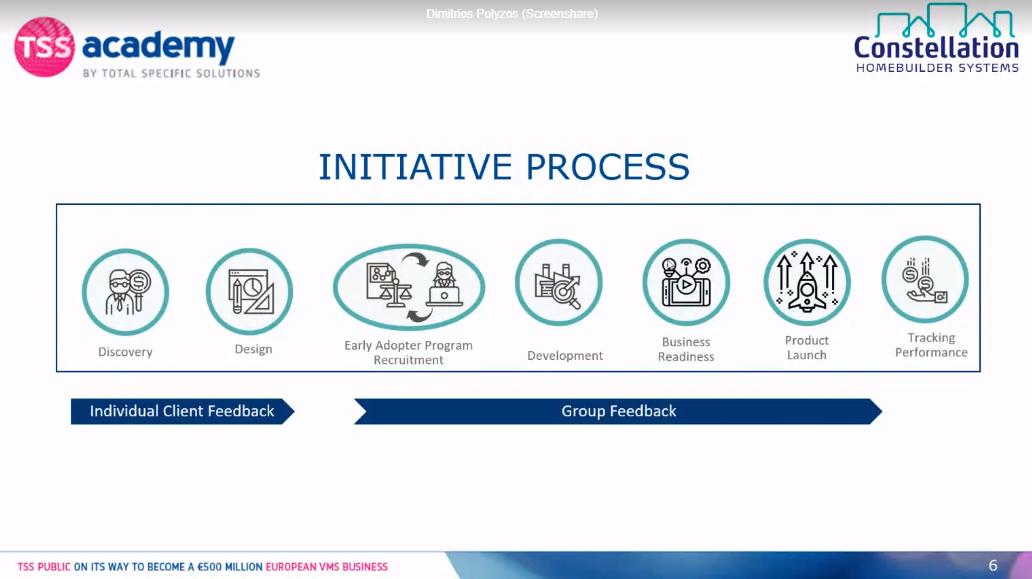 Dimitrios Polyzos (Screenshare)
TSS academy
BY TOTAL SPECIFIC SOLUTIONS
Constellation
HOMEBUILDER SYSTEMS
INITIATIVE PROCESS
Discovery
Design
Early Adopter Program
Recruitment
Development
Business
Readiness
Product
Launch
Tracking
Performance
Individual Client Feedback
Group Feedback
TSS PUBLIC ON ITS WAY TO BECOME A €500 MILLION EUROPEAN VMS BUSINESS
6